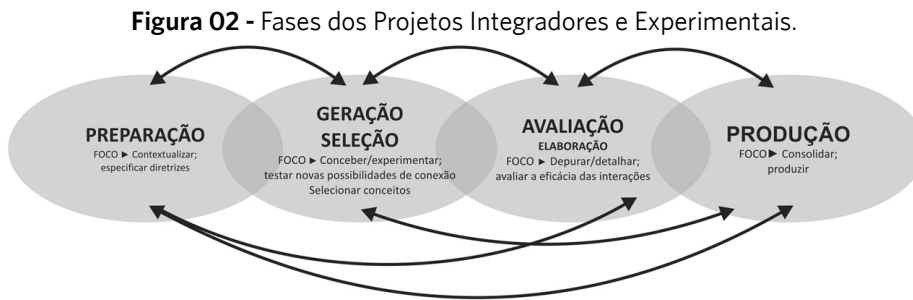 Figura 02 - Fases dos Projetos Integradores e Experimentais.
PREPARAÇÃO
FOCO ► Contextualizar;
especificar diretrizes
GERAÇÃO
SELEÇÃO
FOCO ► Conceber/experimentar;
testar novas possibilidades de conexão
Selecionar conceitos
AVALIAÇÃO
ELABORAÇÃO
FOCO ► Depurar/detalhar;
avaliar a eficácia das interações
PRODUÇÃO
FOCO► Consolidar;
produzir